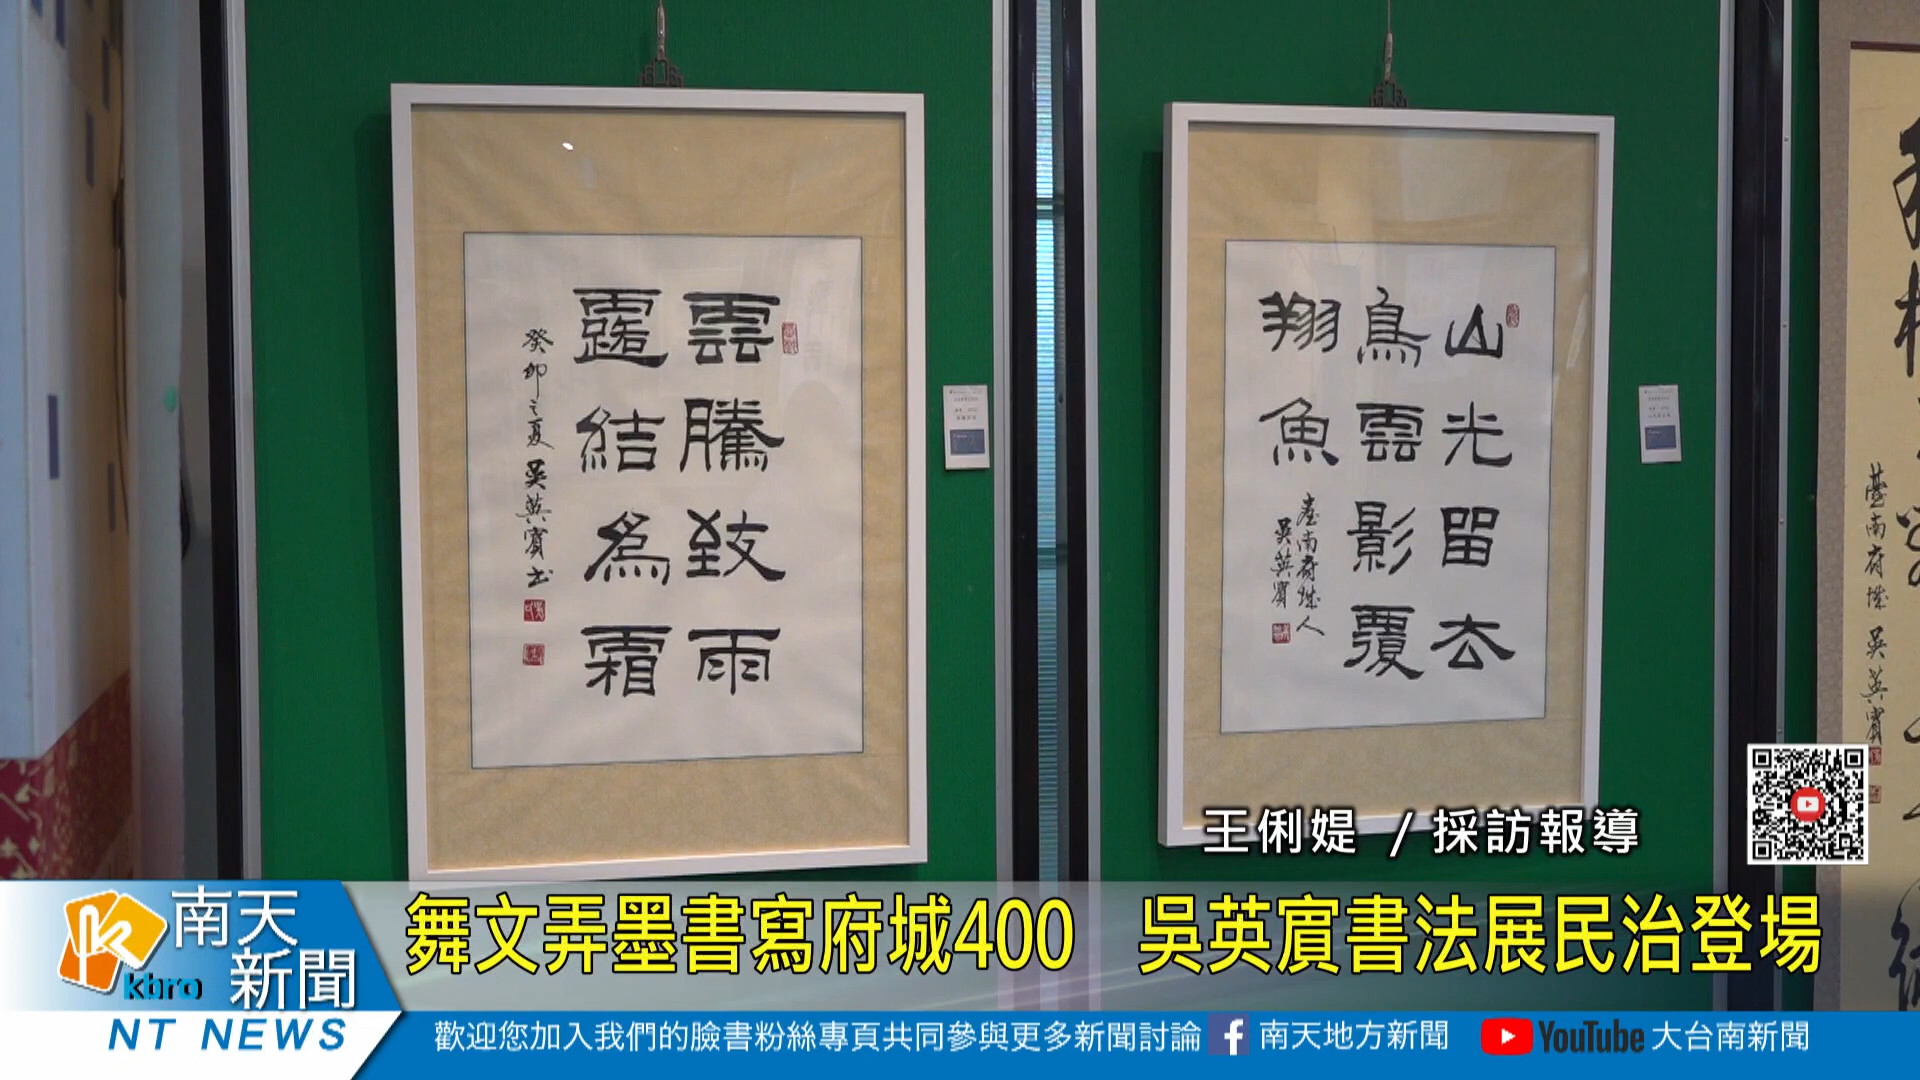 雲騰致雨
露結為霜
癸卯之夏 吳英賓书
山光留去
鳥雲影覆
翔魚
臺南府城人
吳英賓
臺南府城 吳英賓
王俐媞 / 採訪報導
舞文弄墨書寫府城400 吳英賔書法展民治登場
南天
新聞
kbro
NT NEWS
歡迎您加入我們的臉書粉絲專頁共同參與更多新聞討論 南天地方新聞 YouTube 大台南新聞